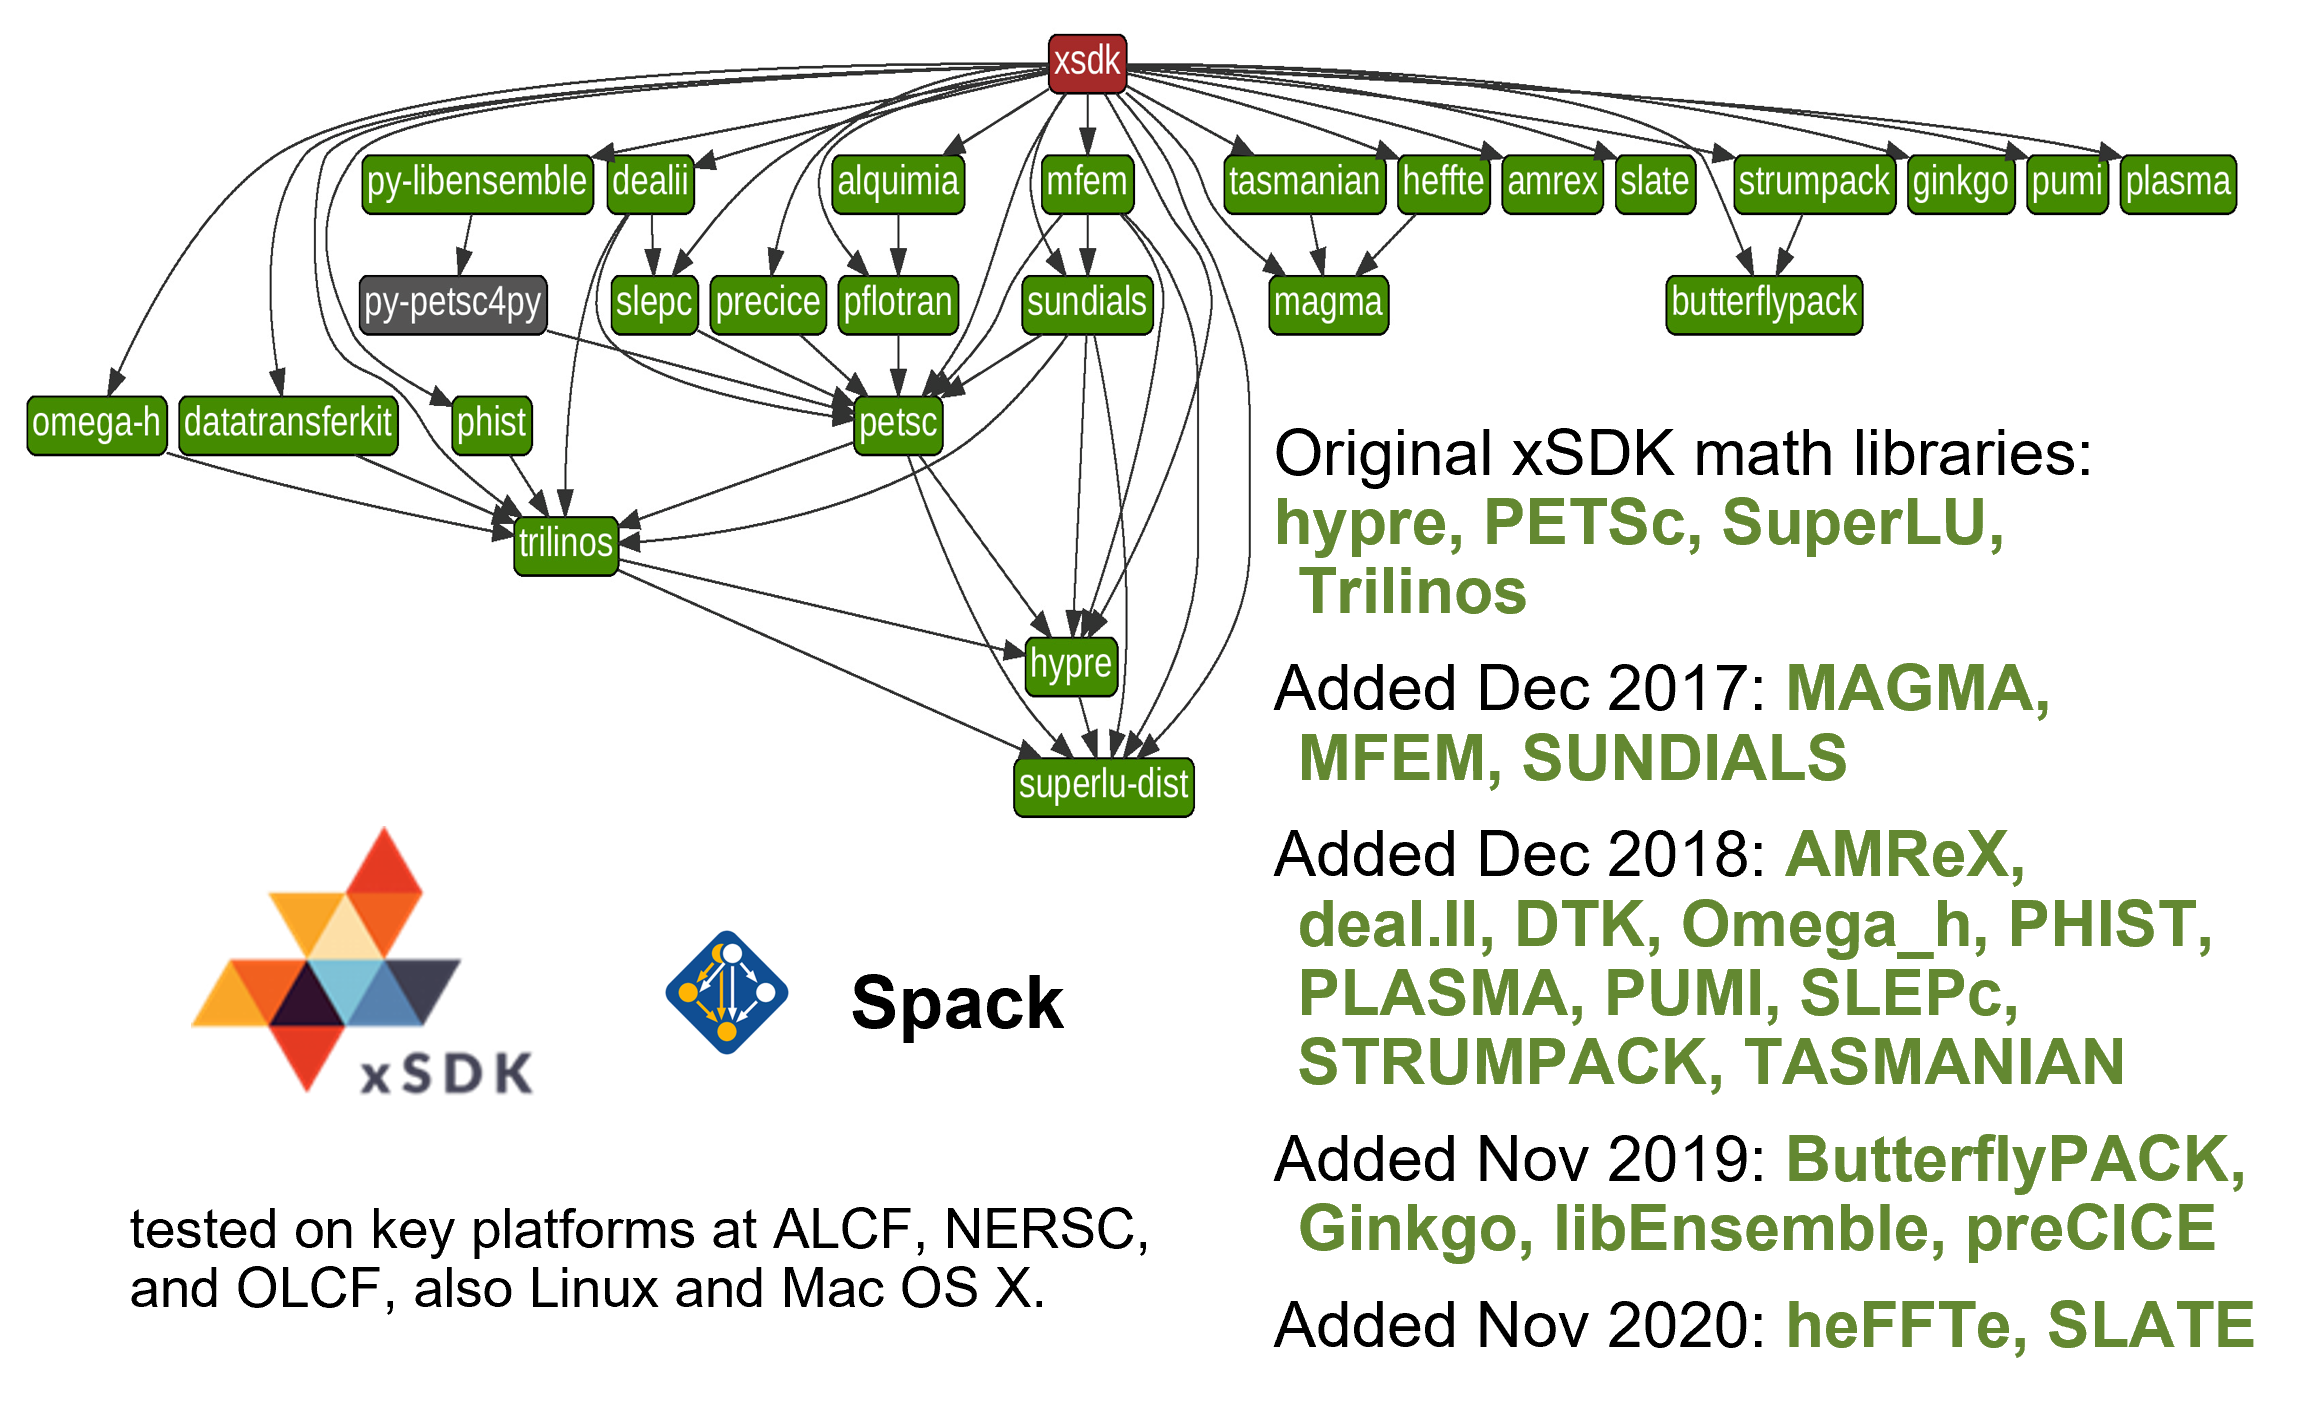 xsdk
py-libensemble dealii alquimia mfem tasmanian heffte amrex slate strumpack ginkgo pumi plasma
py-petsc4py slepc precice pflotran sundials magma butterflypack
omega-h datatransferkit phist petsc
trilinos
hypre
superlu-dist
Original xSDK math libraries:
hypre, PETSc, SuperLU,
Trilinos
Added Dec 2017: MAGMA,
MFEM, SUNDIALS
Added Dec 2018: AMReX,
deal.II, DTK, Omega_h, PHIST,
PLASMA, PUMI, SLEPc,
STRUMPACK, TASMANIAN
Added Nov 2019: ButterflyPACK,
Ginkgo, libEnsemble, preCICE
Added Nov 2020: heFFTe, SLATE
xSDK
Spack
tested on key platforms at ALCF, NERSC,
and OLCF, also Linux and Mac OS X.